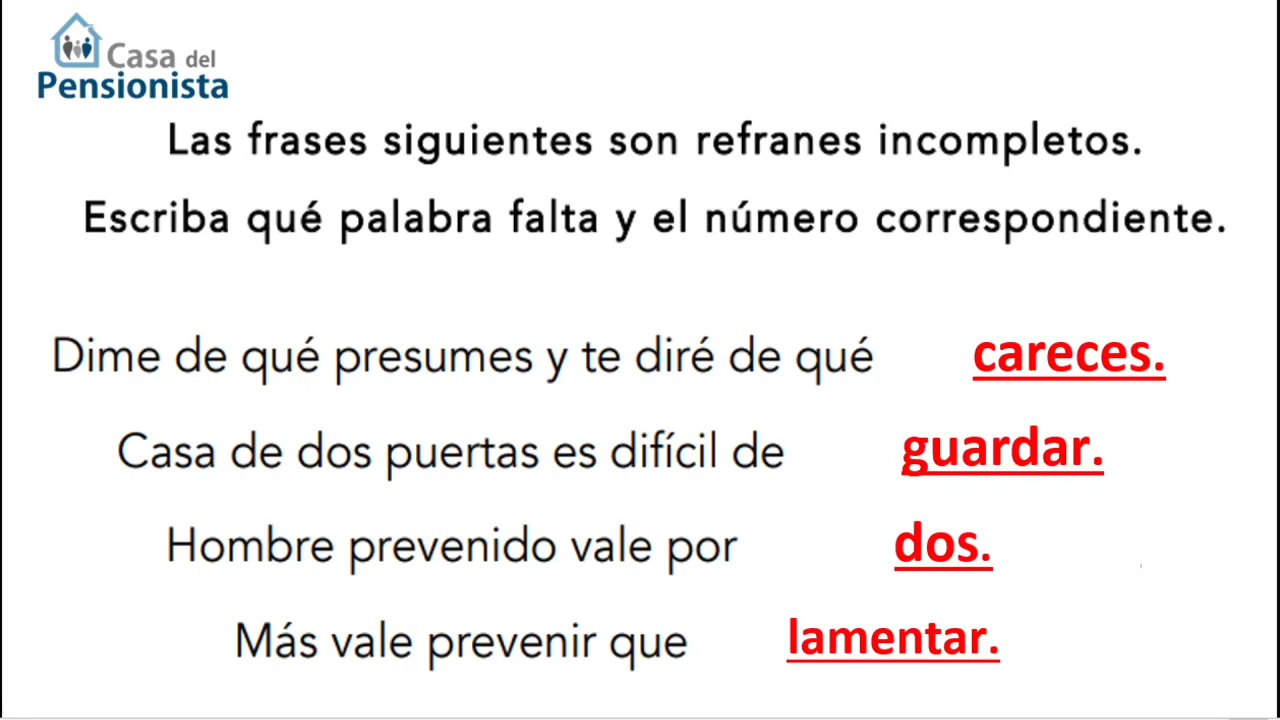 Casa del
Pensionista
Las frases siguientes son refranes incompletos.
Escriba qué palabra falta y el número correspondiente.
Dime de qué presumes y te diré de qué careces.
Casa de dos puertas es difícil de guardar.
Hombre prevenido vale por dos.
Más vale prevenir que lamentar.